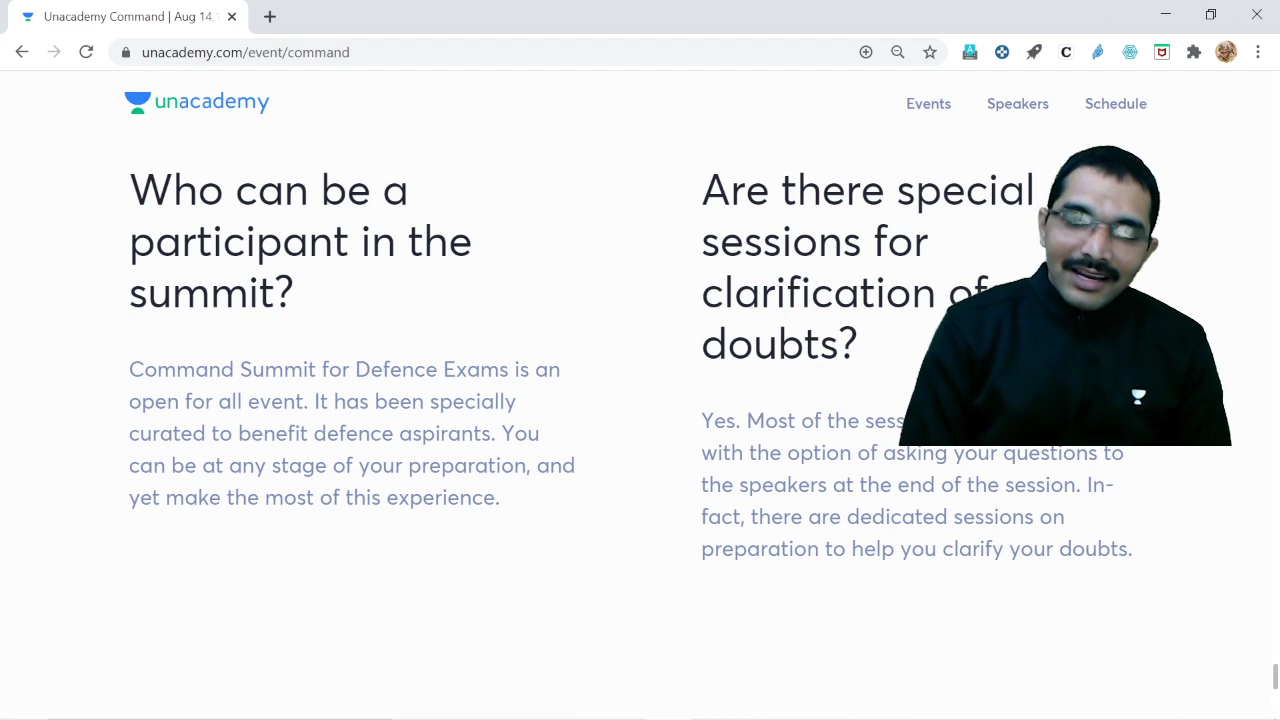 Unacademy Command | Aug 14,
unacademy.com/event/command
unacademy
Events
Speakers
Schedule
Who can be a
participant in the
summit?
Command Summit for Defence Exams is an
open for all event. It has been specially
curated to benefit defence aspirants. You
can be at any stage of your preparation, and
yet make the most of this experience.
Are there special
sessions for
clarification of
doubts?
Yes. Most of the
with the option of asking your questions to
the speakers at the end of the session. In-
fact, there are dedicated sessions on
preparation to help you clarify your doubts.